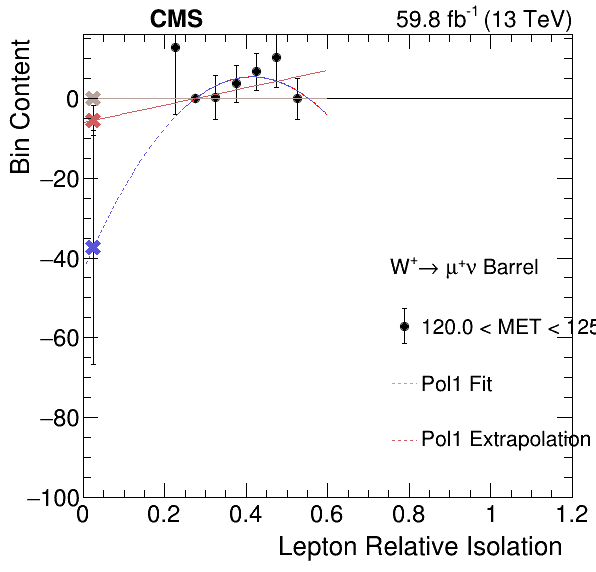 CMS 59.8 fb⁻¹ (13 TeV)
Bin Content
0
−20
−40
−60
−80
−100
W⁺→ μ⁺ν Barrel
120.0 < MET < 125
Pol1 Fit
Pol1 Extrapolation
0 0.2 0.4 0.6 0.8 1 1.2
Lepton Relative Isolation